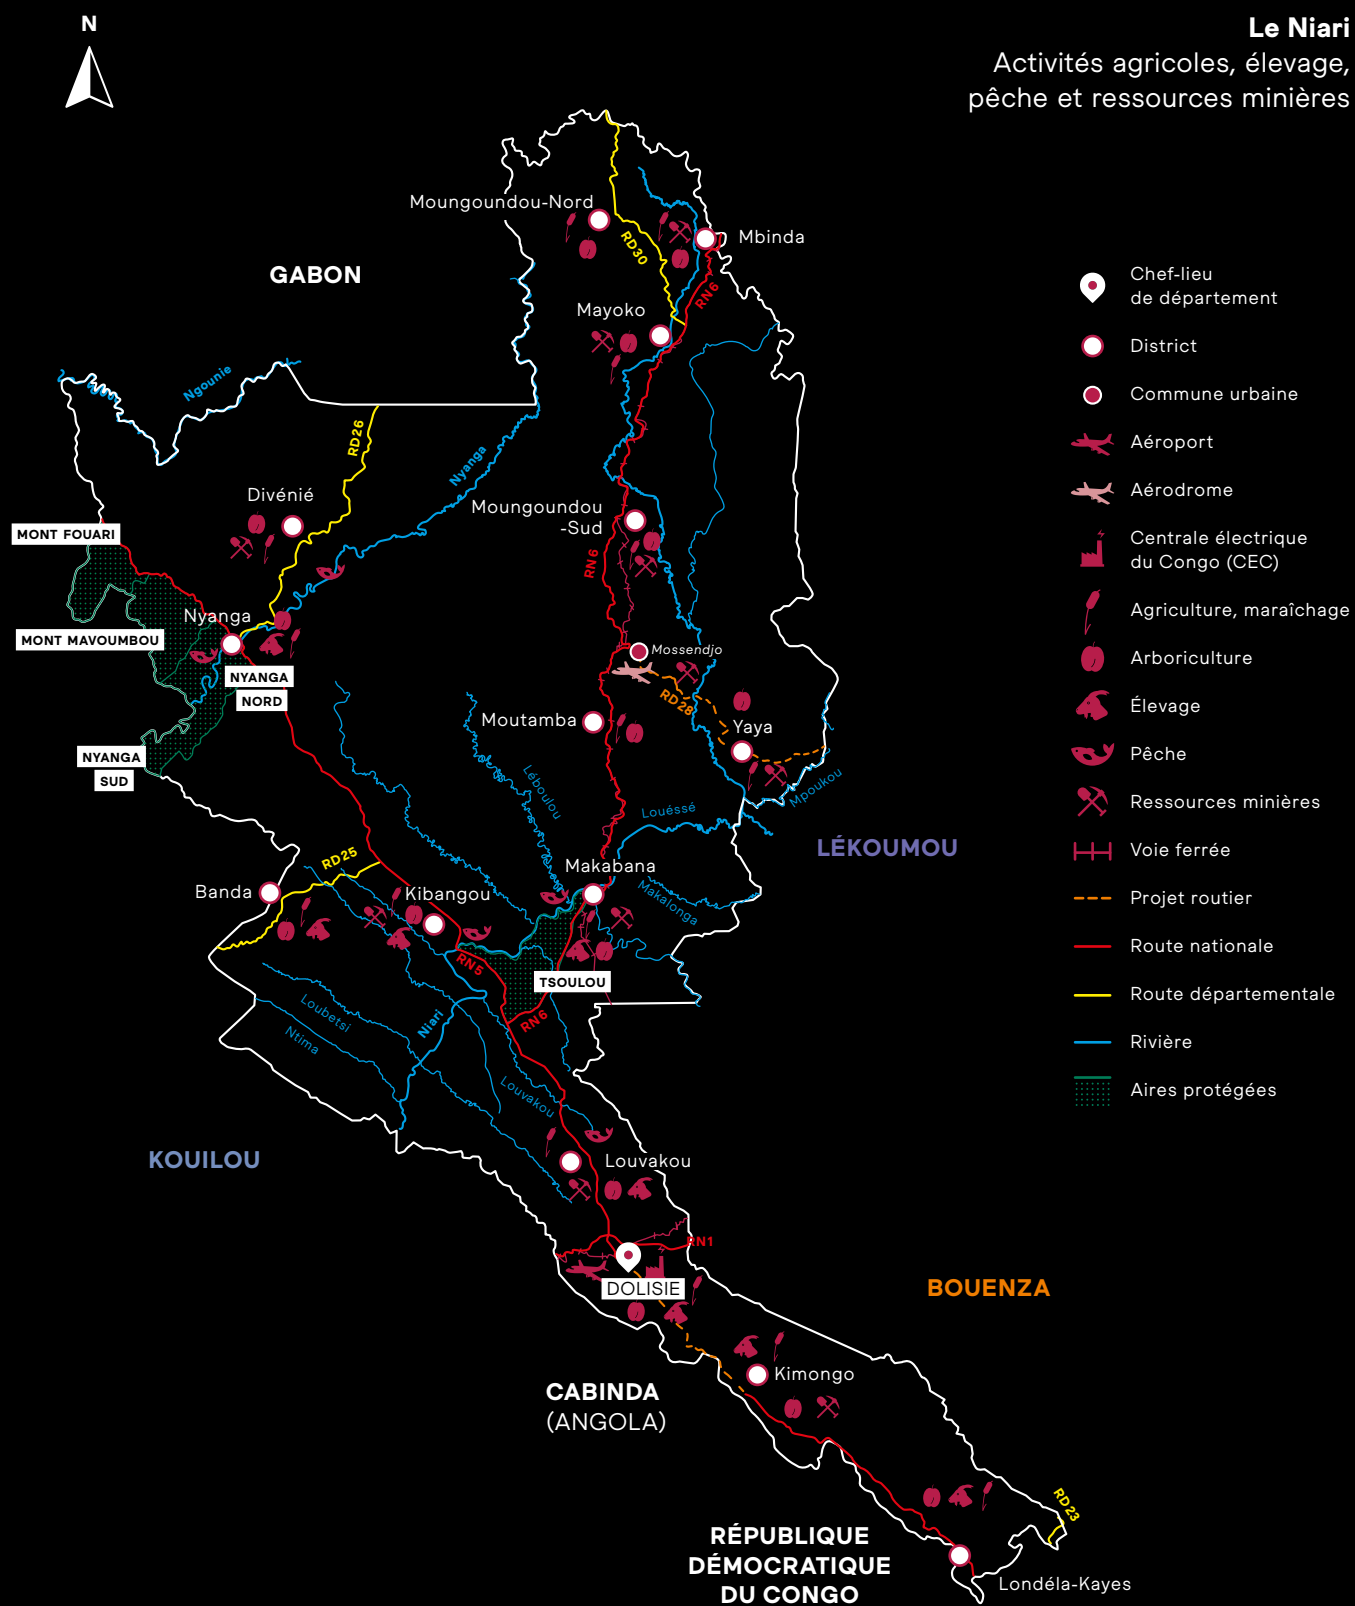 N
Le Niari
Activités agricoles, élevage,
pêche et ressources minières
Moungoundou-Nord
Mbinda
RD30
GABON
RN6
Mayoko
Ngounie
RD26
Nyanga
Divénié
Moungoundou
-Sud
MONT FOUARI
RN6
Nyanga
MONT MAVOUMBOU
Mossendjo
NYANGA
NORD
RD28
Moutamba
Yaya
NYANGA
SUD
Léboulou
Mpoukou
Louéssé
LÉKOUMOU
RD25
Makabana
Banda
Kibangou
Makalonga
RN5
TSOULOU
Loubetsi
Niari
RN6
Ntima
Louvakou
KOUILOU
Louvakou
RN1
DOLISIE
BOUENZA
Kimongo
CABINDA
(ANGOLA)
RD23
RÉPUBLIQUE
DÉMOCRATIQUE
DU CONGO
Londéla-Kayes
Chef-lieu
de département
District
Commune urbaine
Aéroport
Aérodrome
Centrale électrique
du Congo (CEC)
Agriculture, maraîchage
Arboriculture
Élevage
Pêche
Ressources minières
Voie ferrée
Projet routier
Route nationale
Route départementale
Rivière
Aires protégées